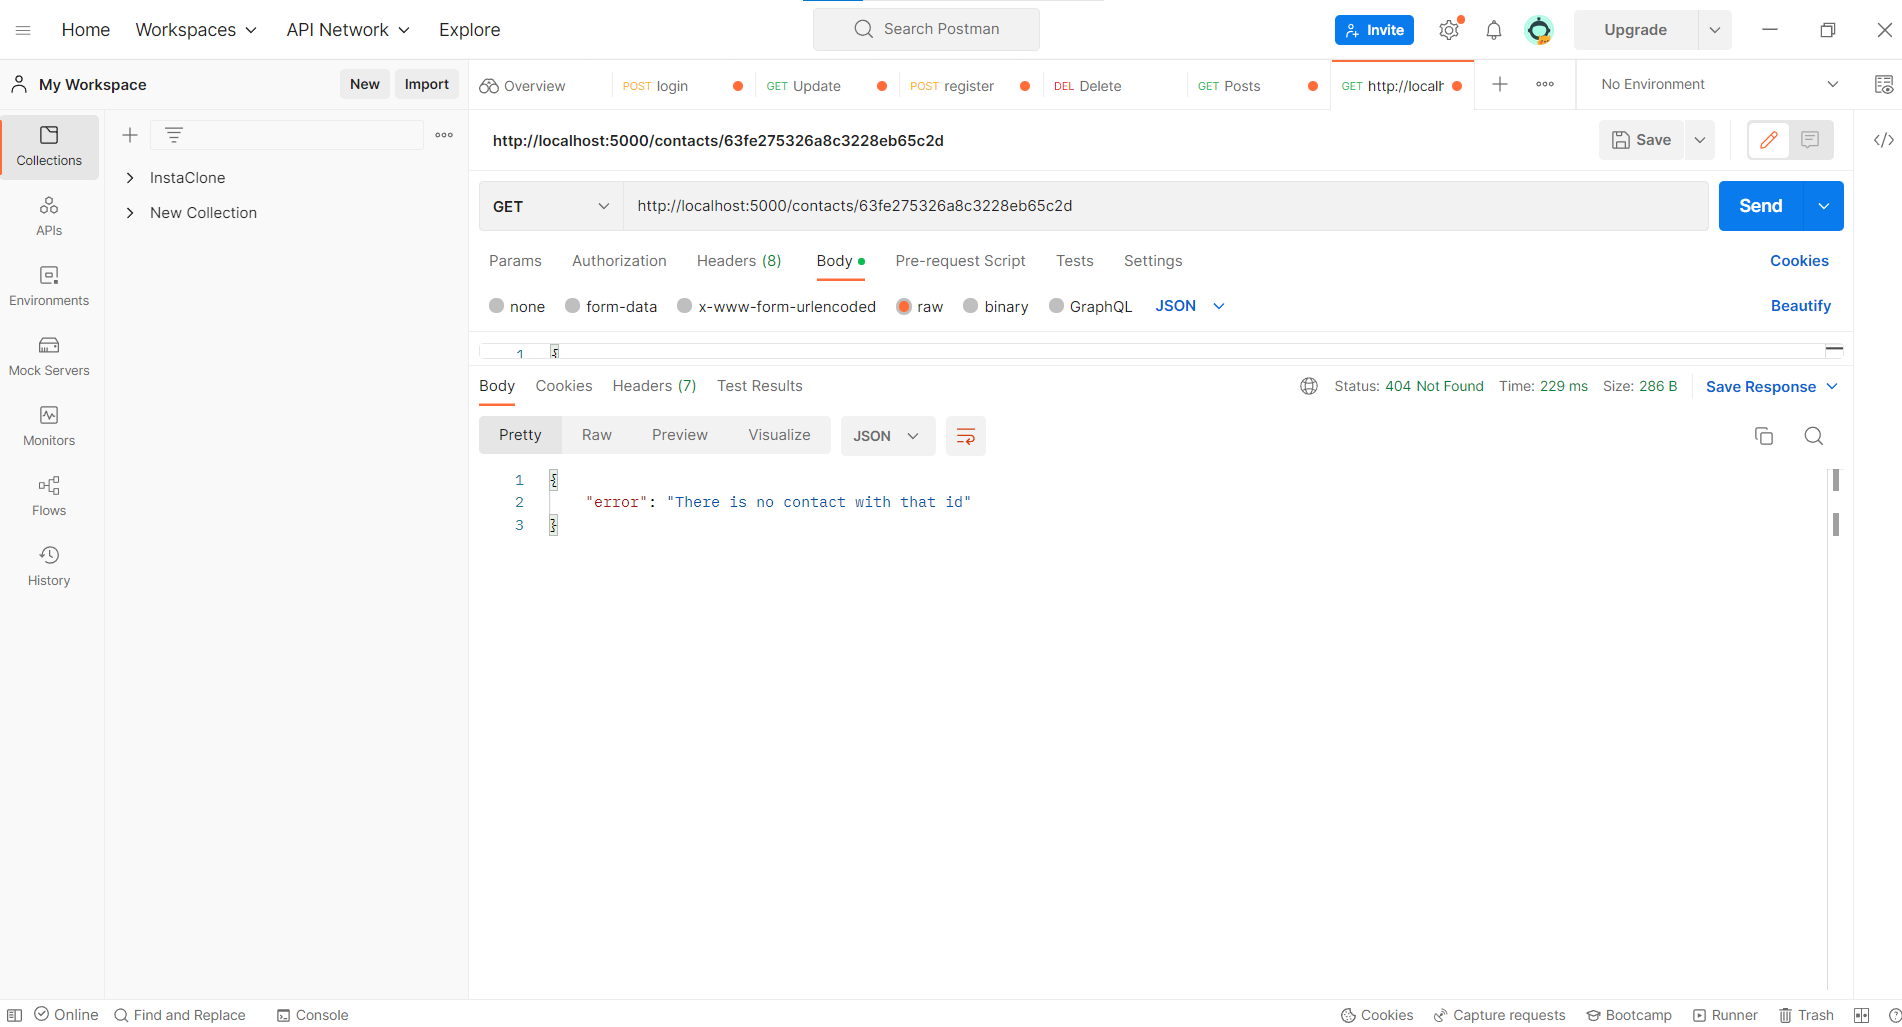 Home Workspaces API Network Explore Search Postman Invite Upgrade
My Workspace New Import Overview POST login GET Update POST register DEL Delete GET Posts GET http://localh No Environment
http://localhost:5000/contacts/63fe275326a8c3228eb65c2d Save
Collections
InstaClone
New Collection
APIs
Environments
Mock Servers
Monitors
Flows
History
GET http://localhost:5000/contacts/63fe275326a8c3228eb65c2d Send
Params Authorization Headers (8) Body Pre-request Script Tests Settings Cookies
none form-data x-www-form-urlencoded raw binary GraphQL JSON Beautify
1 {
Body Cookies Headers (7) Test Results Status: 404 Not Found Time: 229 ms Size: 286 B Save Response
Pretty Raw Preview Visualize JSON
1 {
2 "error": "There is no contact with that id"
3 }
Online Find and Replace Console Cookies Capture requests Bootcamp Runner Trash